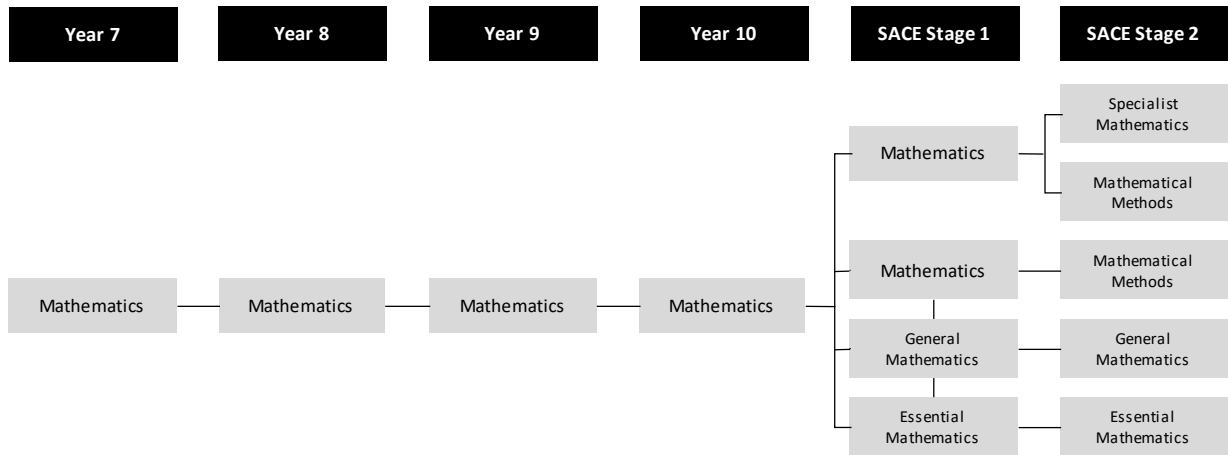 Year 7
Year 8
Year 9
Year 10
SACE Stage 1
SACE Stage 2
Mathematics
Mathematics
Mathematics
Mathematics
Mathematics
Specialist
Mathematics
Mathematical
Methods
Mathematics
Mathematical
Methods
General
Mathematics
General
Mathematics
Essential
Mathematics
Essential
Mathematics